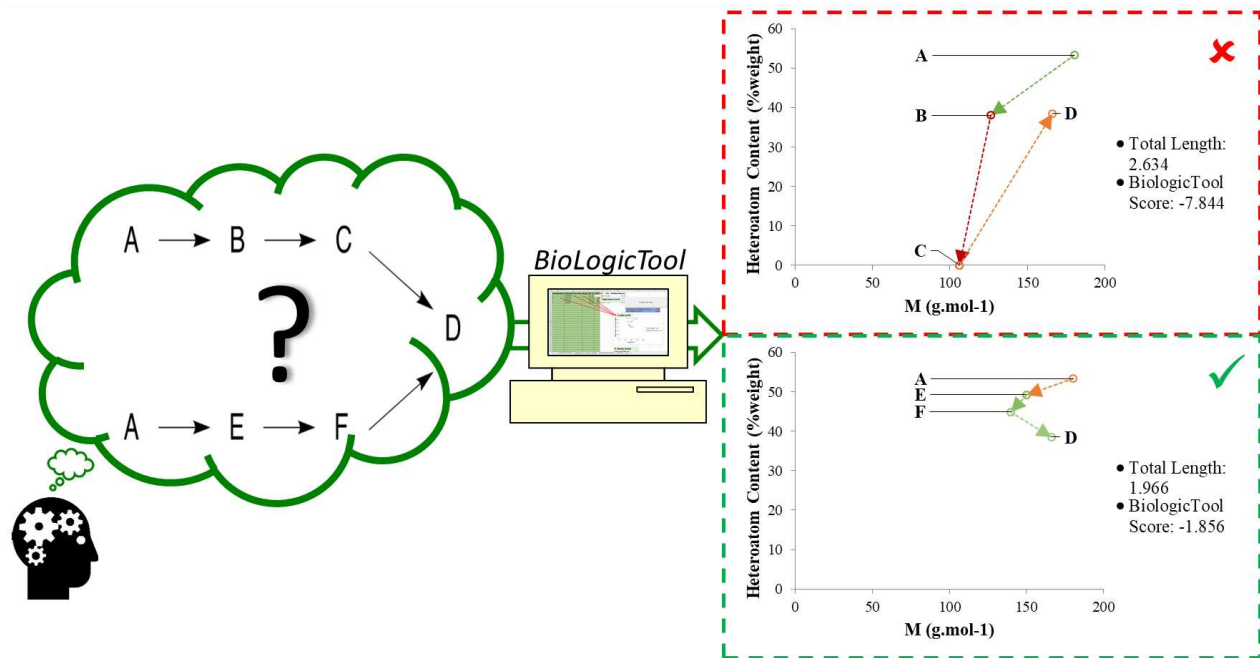 A B C
?
D
A E F
BioLogicTool
Heteroatom Content (%weight)
60
50
40
30
20
10
0
0 50 100 150 200
M (g.mol-1)
A
B
C
D
● Total Length:
2.634
● BiologicTool
Score: -7.844
Heteroatom Content (%weight)
60
50
40
30
20
10
0
0 50 100 150 200
M (g.mol-1)
A
E
F
D
● Total Length:
1.966
● BiologicTool
Score: -1.856